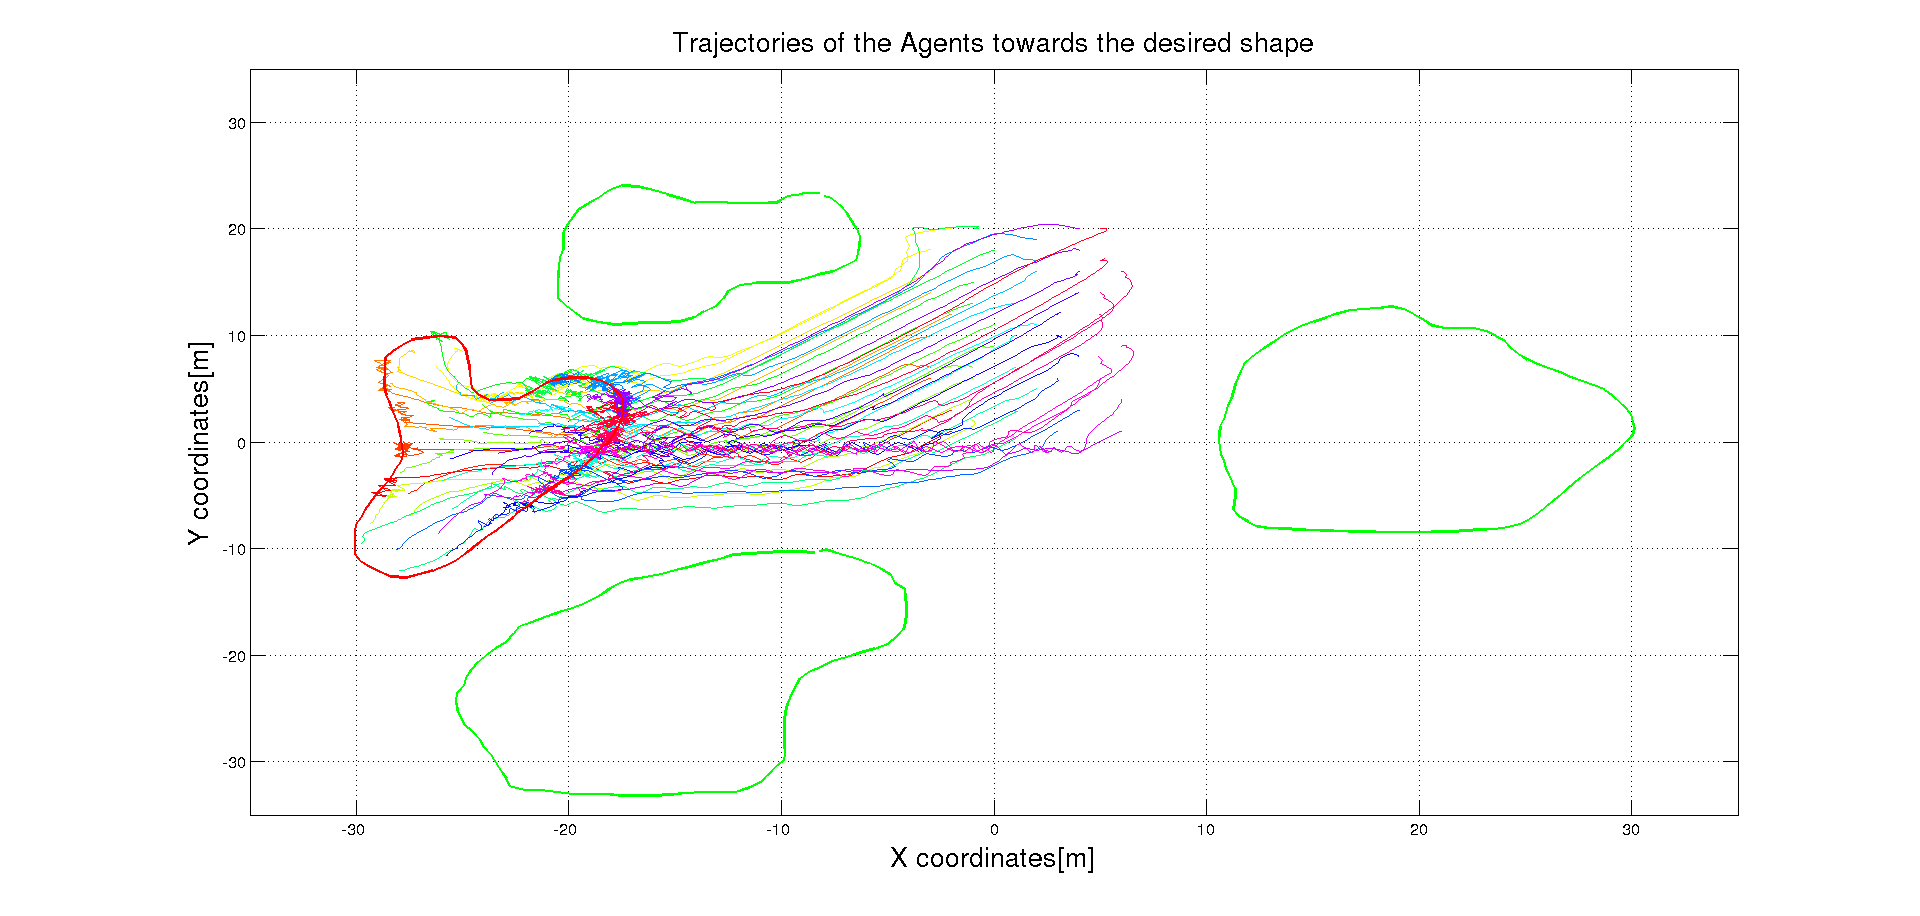 Trajectories of the Agents towards the desired shape
Y coordinates[m]
30
20
10
0
-10
-20
-30
-30 -20 -10 0 10 20 30
X coordinates[m]